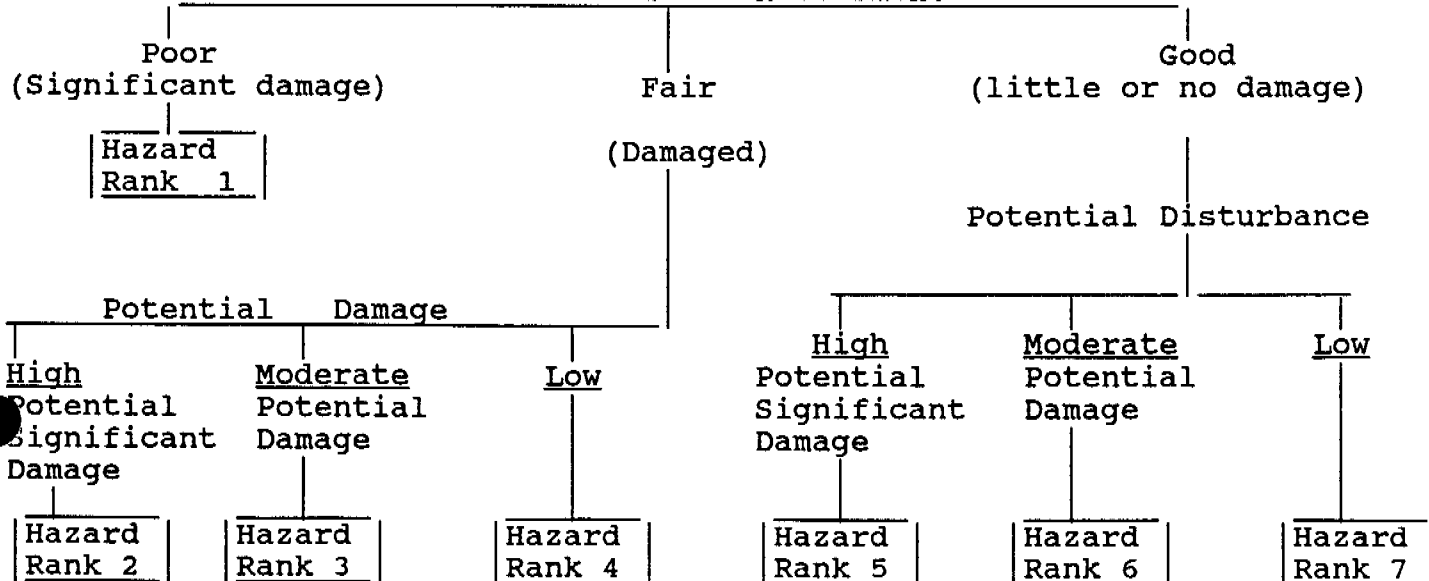 Poor
(Significant damage)
Fair
(Damaged)
Good
(little or no damage)
Hazard
Rank 1
Potential Disturbance
Potential Damage
High
Potential
Significant
Damage
Moderate
Potential
Damage
Low
High
Potential
Significant
Damage
Moderate
Potential
Damage
Low
Hazard
Rank 2
Hazard
Rank 3
Hazard
Rank 4
Hazard
Rank 5
Hazard
Rank 6
Hazard
Rank 7